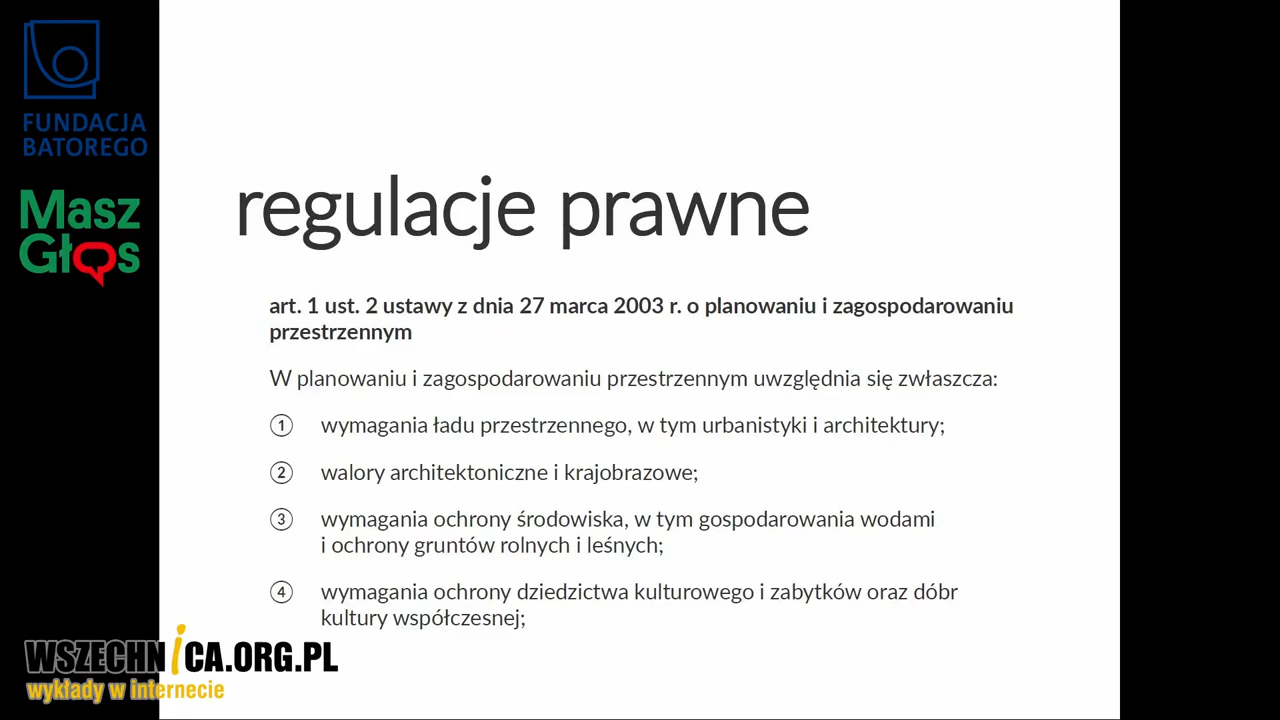 FUNDACJA
BATOREGO
Masz
Głos
regulacje prawne
art. 1 ust. 2 ustawy z dnia 27 marca 2003 r. o planowaniu i zagospodarowaniu
przestrzennym
W planowaniu i zagospodarowaniu przestrzennym uwzględnia się zwłaszcza:
① wymagania ładu przestrzennego, w tym urbanistyki i architektury;
② walory architektoniczne i krajobrazowe;
③ wymagania ochrony środowiska, w tym gospodarowania wodami
i ochrony gruntów rolnych i leśnych;
④ wymagania ochrony dziedzictwa kulturowego i zabytków oraz dóbr
kultury współczesnej;
WSZECHNiCA.ORG.PL
wykłady w internecie